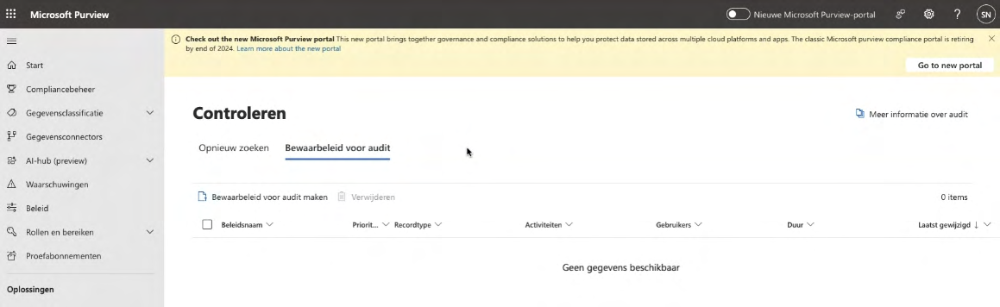 Microsoft Purview
Nieuwe Microsoft Purview-portal
?
SN
Check out the new Microsoft Purview portal This new portal brings together governance and compliance solutions to help you protect data stored across multiple cloud platforms and apps. The classic Microsoft purview compliance portal is retiring
by end of 2024. Learn more about the new portal
Go to new portal
Start
Compliancebeheer
Gegevensclassificatie
Gegevensconnectors
AI-hub (preview)
Waarschuwingen
Beleid
Rollen en bereiken
Proefabonnementen
Oplossingen
Controleren
Meer informatie over audit
Opnieuw zoeken Bewaarbeleid voor audit
Bewaarbeleid voor audit maken Verwijderen 0 items
Beleidsnaam Priorit... Recordtype Activiteiten Gebruikers Duur Laatst gewijzigd ↓
Geen gegevens beschikbaar